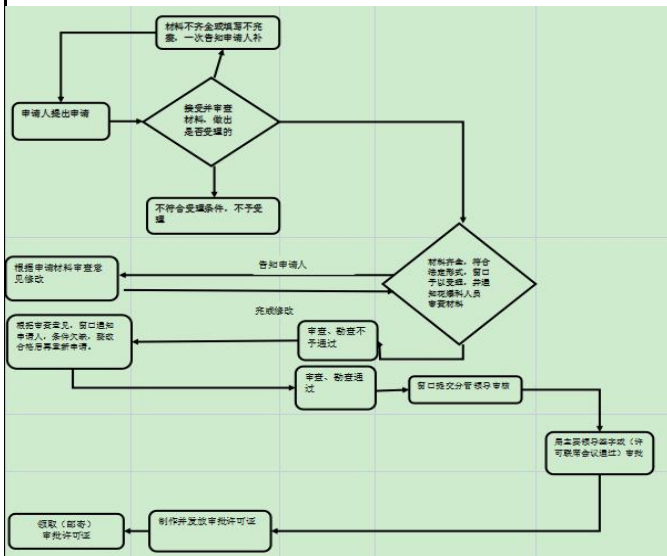 材料不齐全或填写不完
整，一次告知申请人补
申请人提出申请
接受并审查
材料，做出
是否受理的
不符合受理条件，不予受
理
材料齐全，符合
法定形式，窗口
予以受理，并通
知花爆科人员
审查材料
告知申请人
根据申请材料审查意
见修改
完成修改
根据审查意见，窗口通知
申请人，条件欠缺，整改
合格后再重新申请。
审查、勘查不
予通过
审查、勘查通
过
窗口提交分管领导审核
局主要领导签字或（许
可联席会议通过）审批
制作并发放审批许可证
领取（邮寄）
审批许可证